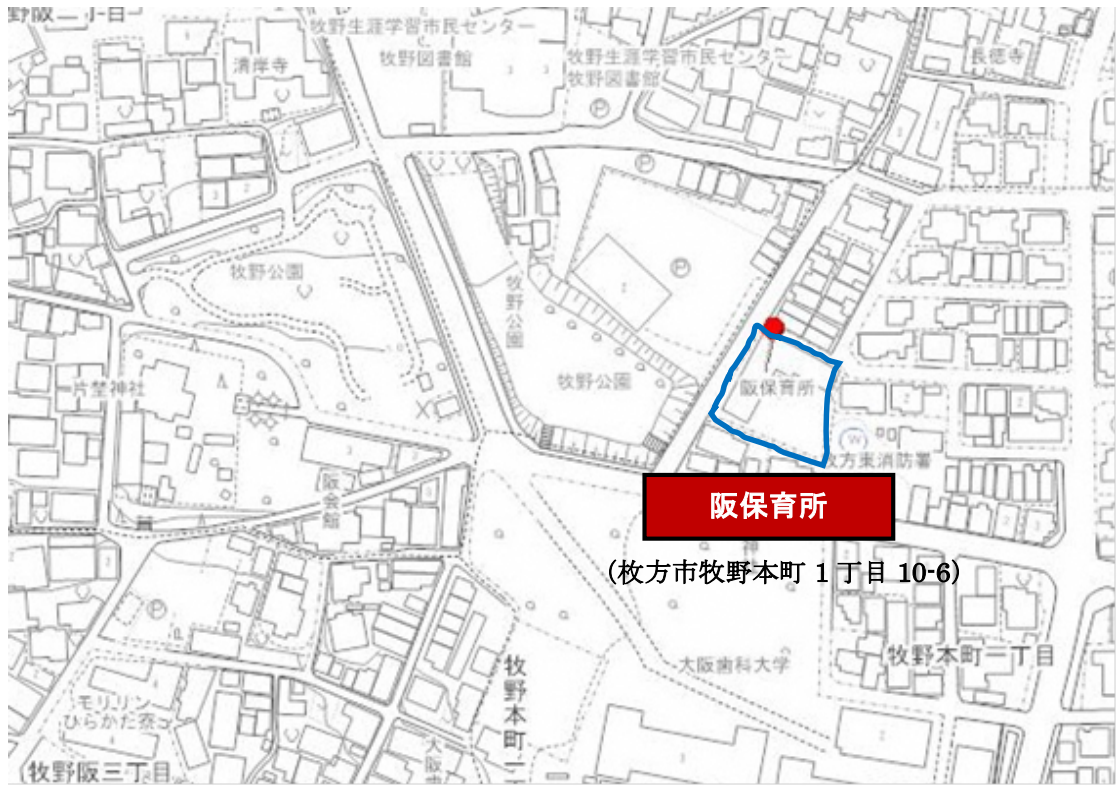 牧野生涯学習市民センター
牧野図書館
牧野生涯学習市民センター
牧野図書館
清岸寺
長徳寺
牧野公園
牧野公園
牧野公園
片埜神社
阪保育所
枚方東消防署
阪会館
阪保育所
(枚方市牧野本町 1 丁目 10-6)
大阪歯科大学
牧野本町一丁目
牧野本町一丁
モリリン
ひらかた寮
牧野阪三丁目